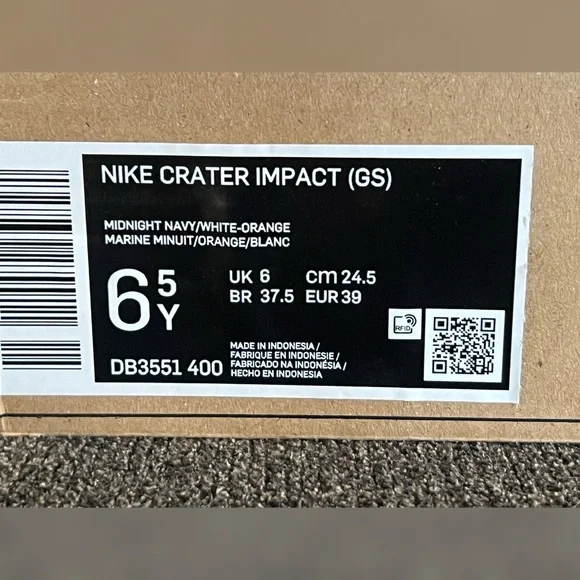 NIKE CRATER IMPACT (GS)
MIDNIGHT NAVY/WHITE-ORANGE
MARINE MINUIT/ORANGE/BLANC
6 5 Y
UK 6 CM 24.5
BR 37.5 EUR 39
RFID
DB3551 400
MADE IN INDONESIA /
FABRIQUE EN INDONESIE /
FABRICADO NA INDONÉSIA /
HECHO EN INDONESIA